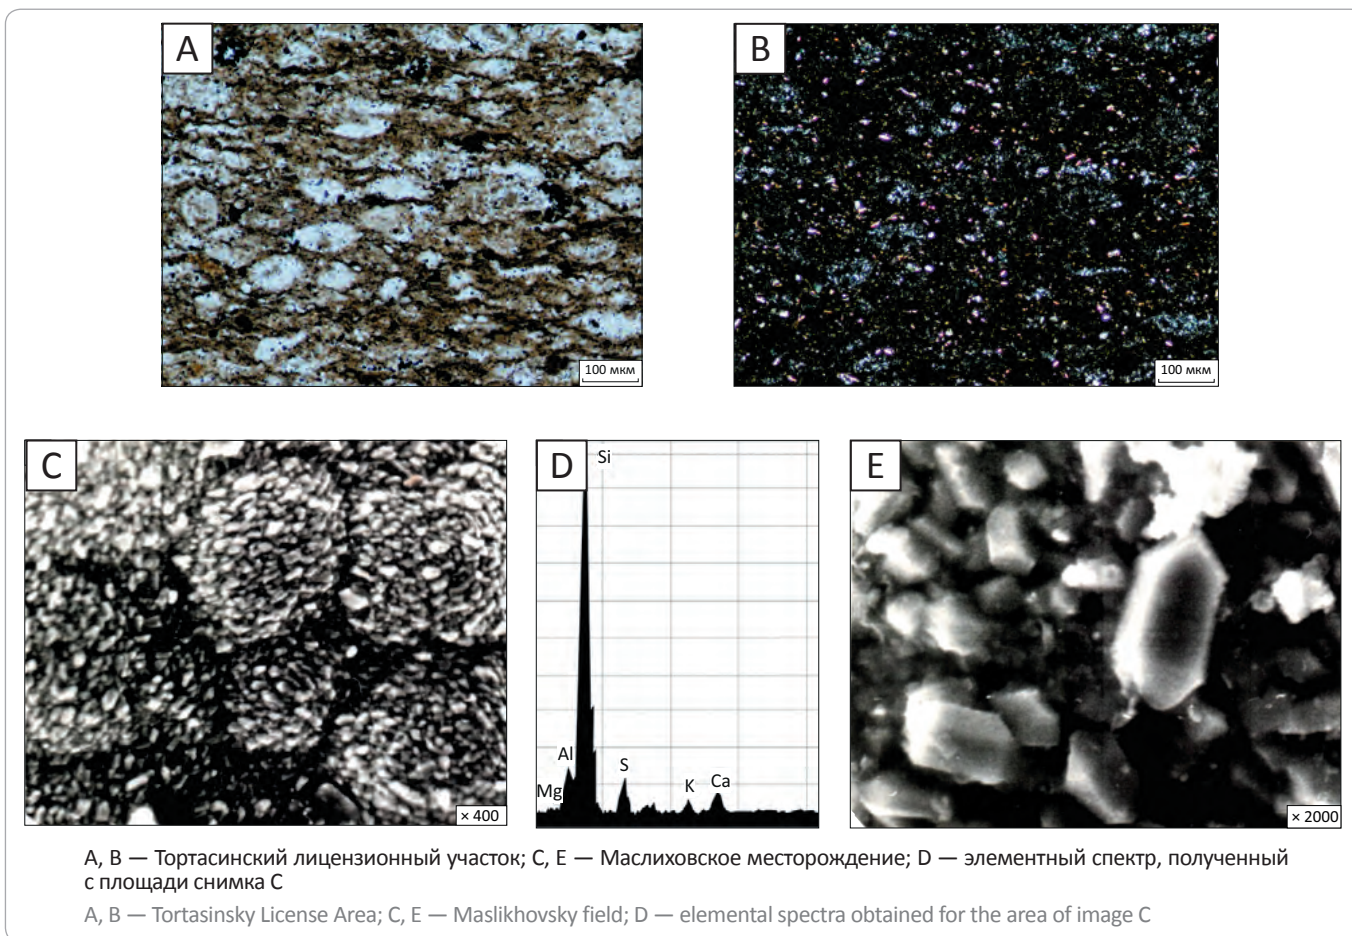 A
B
100 мкм
100 мкм
C
D
E
Si
Al
Mg
S
K
Ca
× 400
× 2000
A, B — Тортасинский лицензионный участок; C, E — Маслиховское месторождение; D — элементный спектр, полученный
с площади снимка C
A, B — Tortasinsky License Area; C, E — Maslikhovsky field; D — elemental spectra obtained for the area of image C